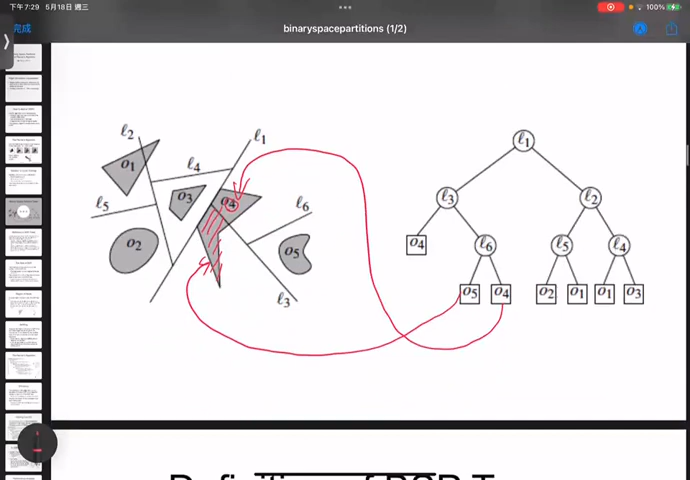 下午7:29 5月18日 週三
100%
完成
binaryspacepartitions (1/2)
ℓ₂
ℓ₁
o₁
ℓ₄
o₃
o₄
ℓ₅
ℓ₆
o₂
o₅
ℓ₃
ℓ₁
ℓ₃ ℓ₂
o₄ ℓ₆ ℓ₅ ℓ₄
o₅ o₄ o₂ o₁ o₁ o₃